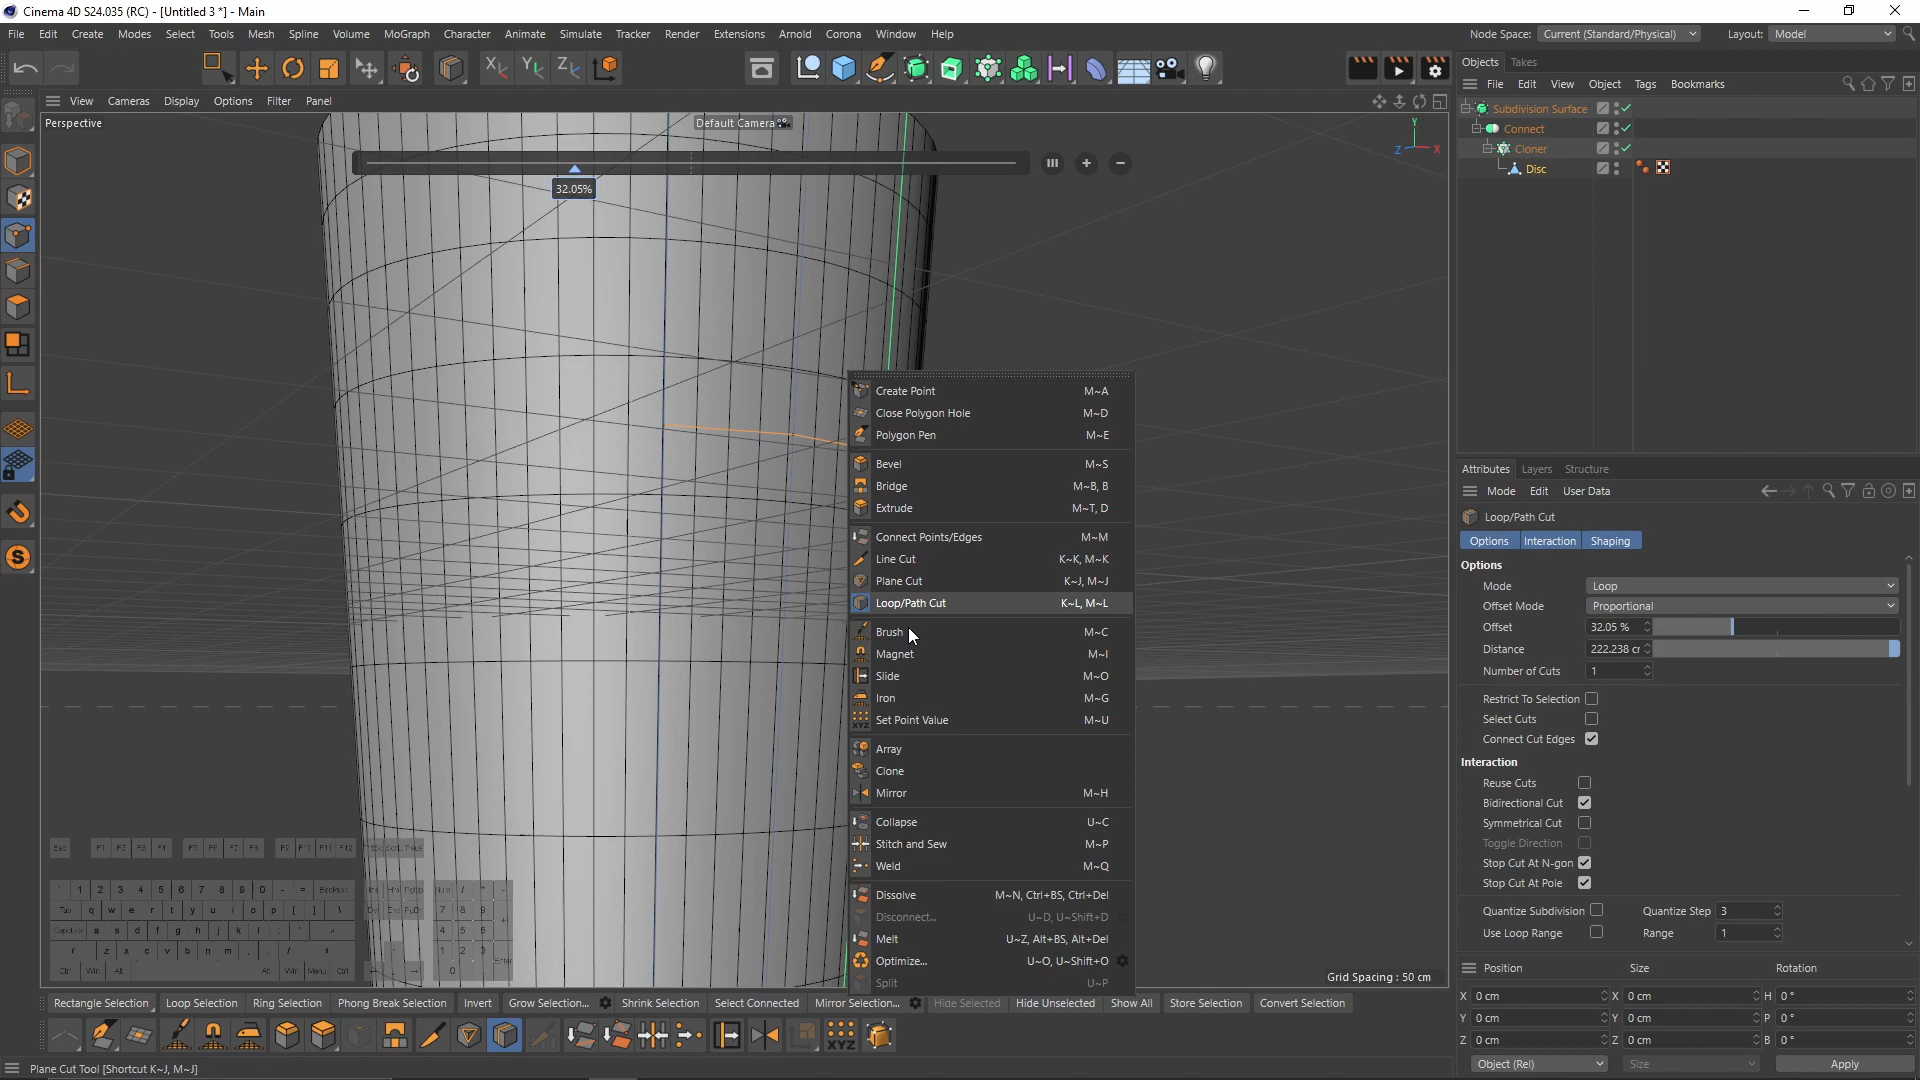 Cinema 4D S24.035 (RC) - [Untitled 3 *] - Main
File Edit Create Modes Select Tools Mesh Spline Volume MoGraph Character Animate Simulate Tracker Render Extensions Arnold Corona Window Help
Node Space: Current (Standard/Physical) Layout: Model
Objects Takes
File Edit View Object Tags Bookmarks
View Cameras Display Options Filter Panel
Perspective
Default Camera
Y
Z X
32.05%
Subdivision Surface
Connect
Cloner
Disc
Create Point M~A
Close Polygon Hole M~D
Polygon Pen M~E
Bevel M~S
Bridge M~B, B
Extrude M~T, D
Connect Points/Edges M~M
Line Cut K~K, M~K
Plane Cut K~J, M~J
Loop/Path Cut K~L, M~L
Brush M~C
Magnet M~I
Slide M~O
Iron M~G
Set Point Value M~U
Array
Clone
Mirror M~H
Collapse U~C
Stitch and Sew M~P
Weld M~Q
Dissolve M~N, Ctrl+BS, Ctrl+Del
Disconnect... U~D, U~Shift+D
Melt U~Z, Alt+BS, Alt+Del
Optimize... U~O, U~Shift+O
Split U~P
Attributes Layers Structure
Mode Edit User Data
Loop/Path Cut
Options Interaction Shaping
Options
Mode Loop
Offset Mode Proportional
Offset 32.05 %
Distance 222.238 cr
Number of Cuts 1
Restrict To Selection
Select Cuts
Connect Cut Edges
Interaction
Reuse Cuts
Bidirectional Cut
Symmetrical Cut
Toggle Direction
Stop Cut At N-gon
Stop Cut At Pole
Quantize Subdivision Quantize Step 3
Use Loop Range Range 1
Position Size Rotation
X 0 cm X 0 cm H 0 °
Y 0 cm Y 0 cm P 0 °
Z 0 cm Z 0 cm B 0 °
Object (Rel) Size Apply
Grid Spacing : 50 cm
Rectangle Selection Loop Selection Ring Selection Phong Break Selection Invert Grow Selection... Shrink Selection Select Connected Mirror Selection... Hide Selected Hide Unselected Show All Store Selection Convert Selection
XYZ
Plane Cut Tool [Shortcut K~J, M~J]